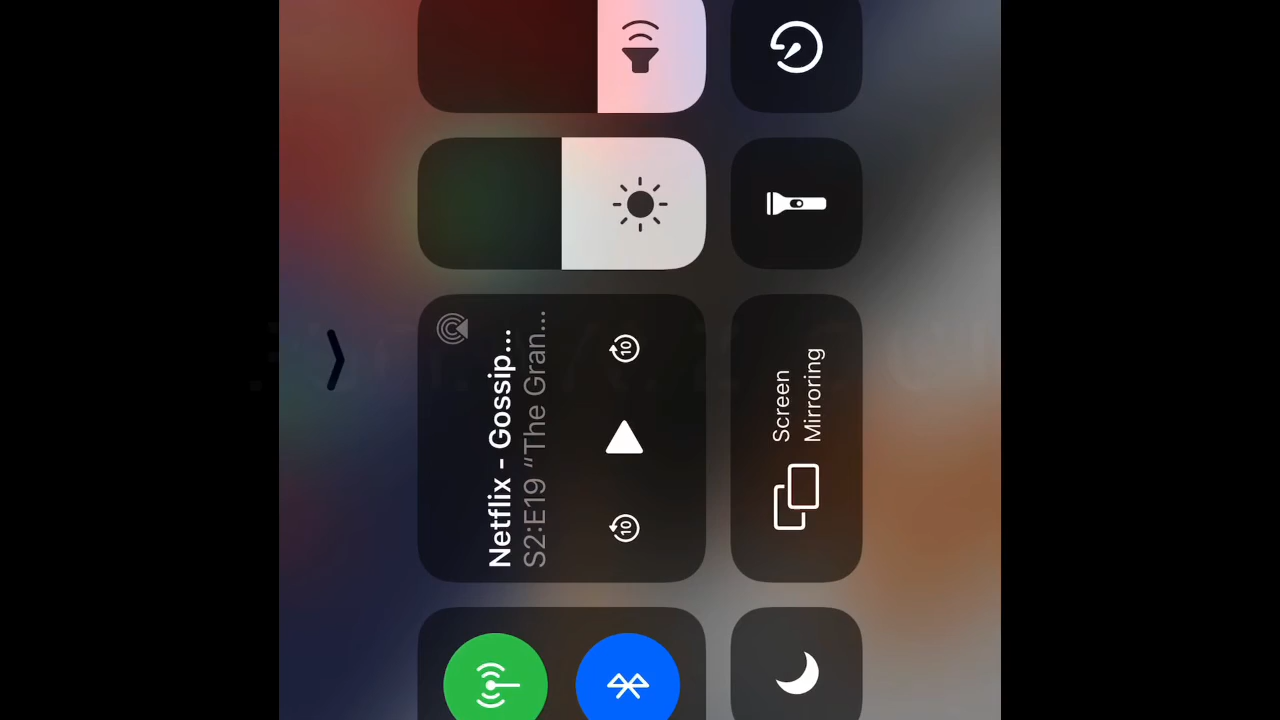 Netflix - Gossip...
S2:E19 “The Gran...
10
10
Screen
Mirroring